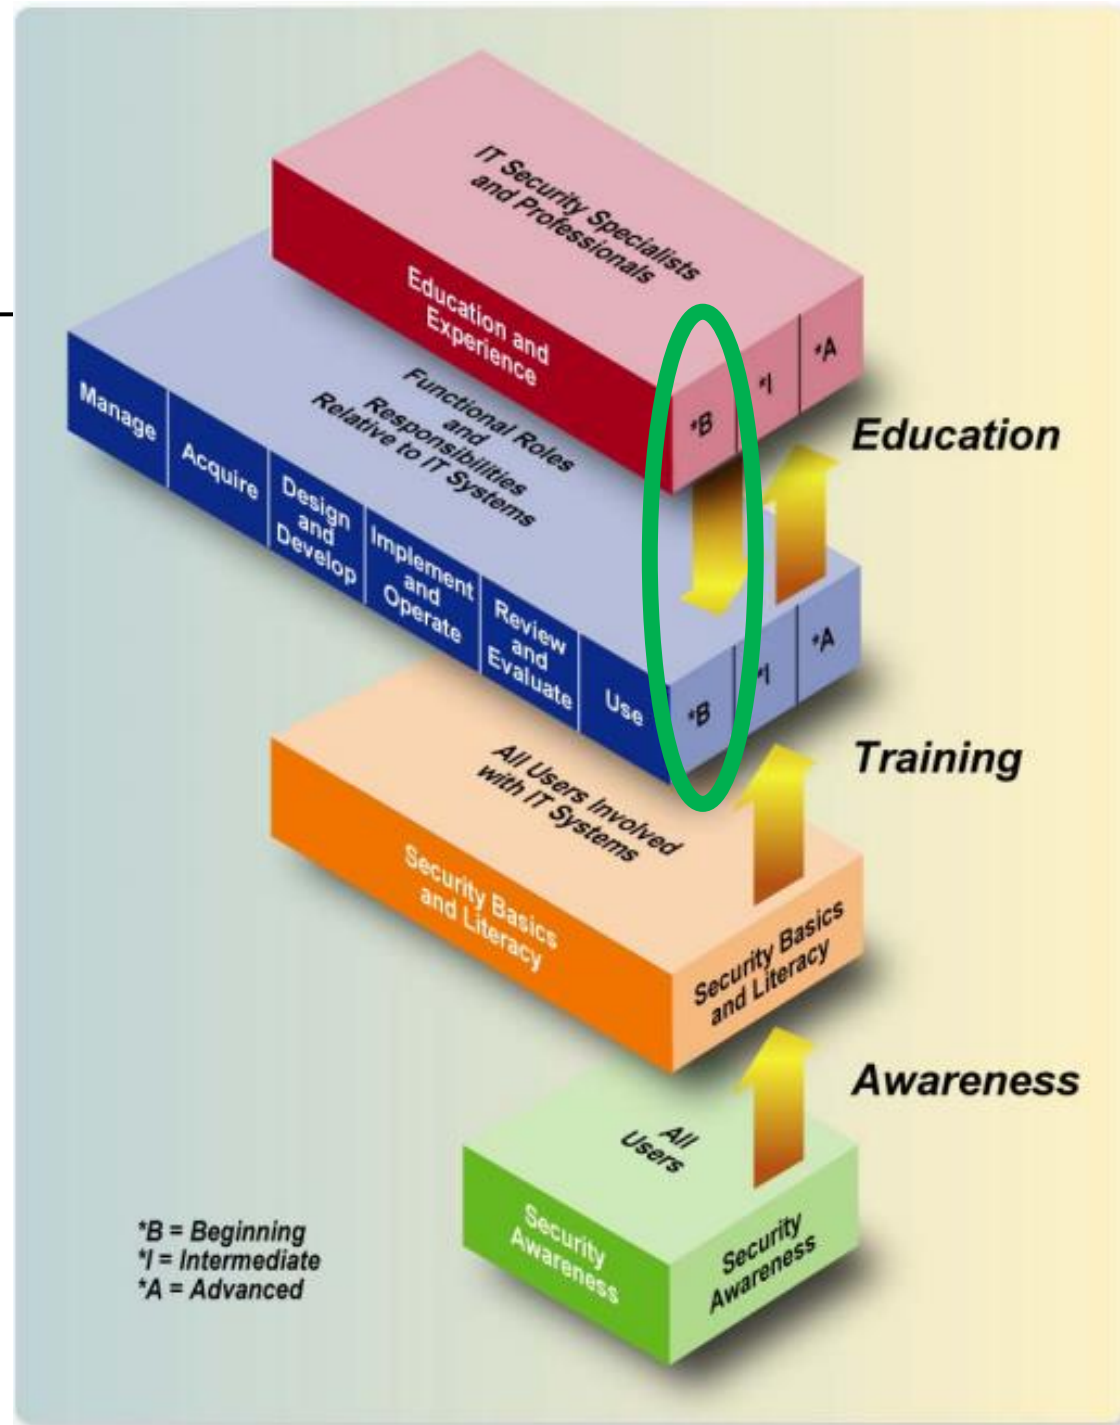 IT Security Specialists
and Professionals
Education and
Experience
*B
*I
*A
Education
Functional Roles
and
Responsibilities
Relative to IT Systems
Manage
Acquire
Design
and
Develop
Implement
and
Operate
Review
and
Evaluate
Use
*B
*I
*A
Training
All Users Involved
with IT Systems
Security Basics
and Literacy
Security Basics
and Literacy
Awareness
All
Users
Security
Awareness
Security
Awareness
*B = Beginning
*I = Intermediate
*A = Advanced